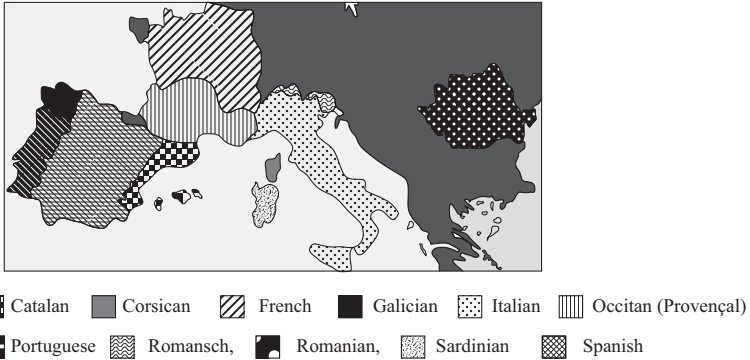 Catalan Corsican French Galician Italian Occitan (Provençal)
Portuguese Romansch, Romanian, Sardinian Spanish